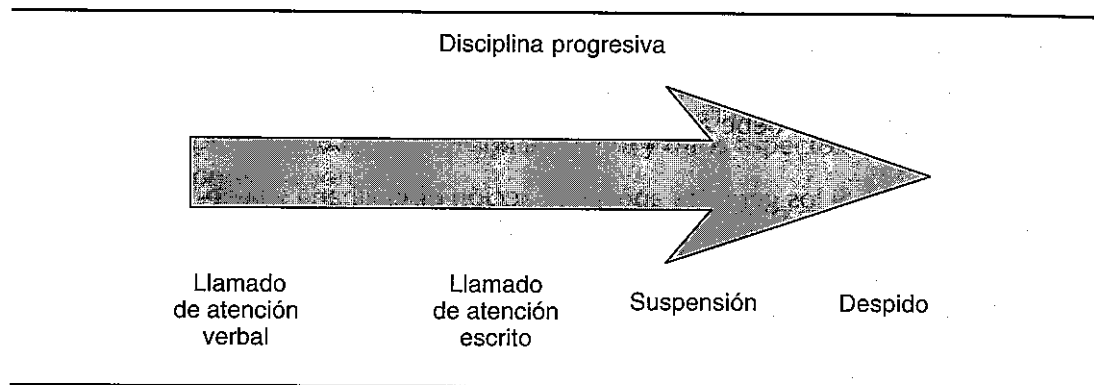 Disciplina progresiva
Llamado
de atención
verbal
Llamado
de atención
escrito
Suspensión
Despido